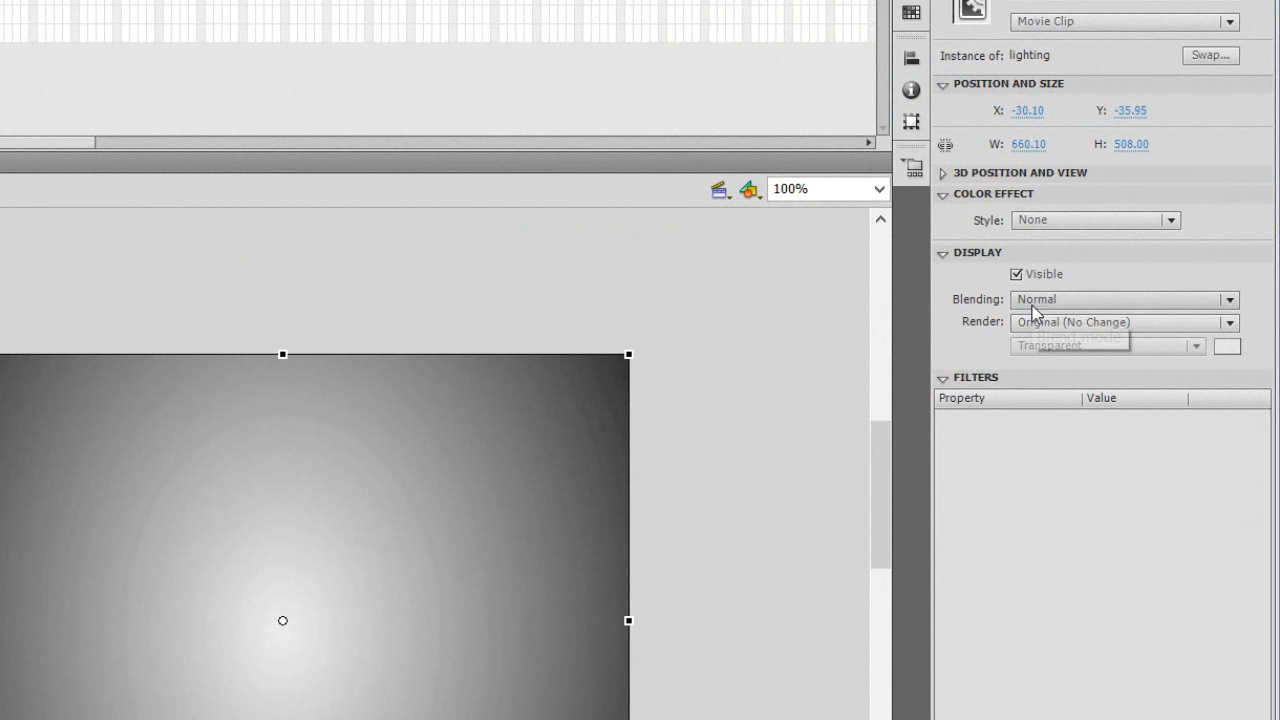 Movie Clip
Instance of: lighting Swap...
POSITION AND SIZE
X: -30.10 Y: -35.95
W: 660.10 H: 508.00
3D POSITION AND VIEW
100%
COLOR EFFECT
Style: None
DISPLAY
Visible
Blending: Normal
Render: Original (No Change)
Blend mode
Transparent
FILTERS
Property Value